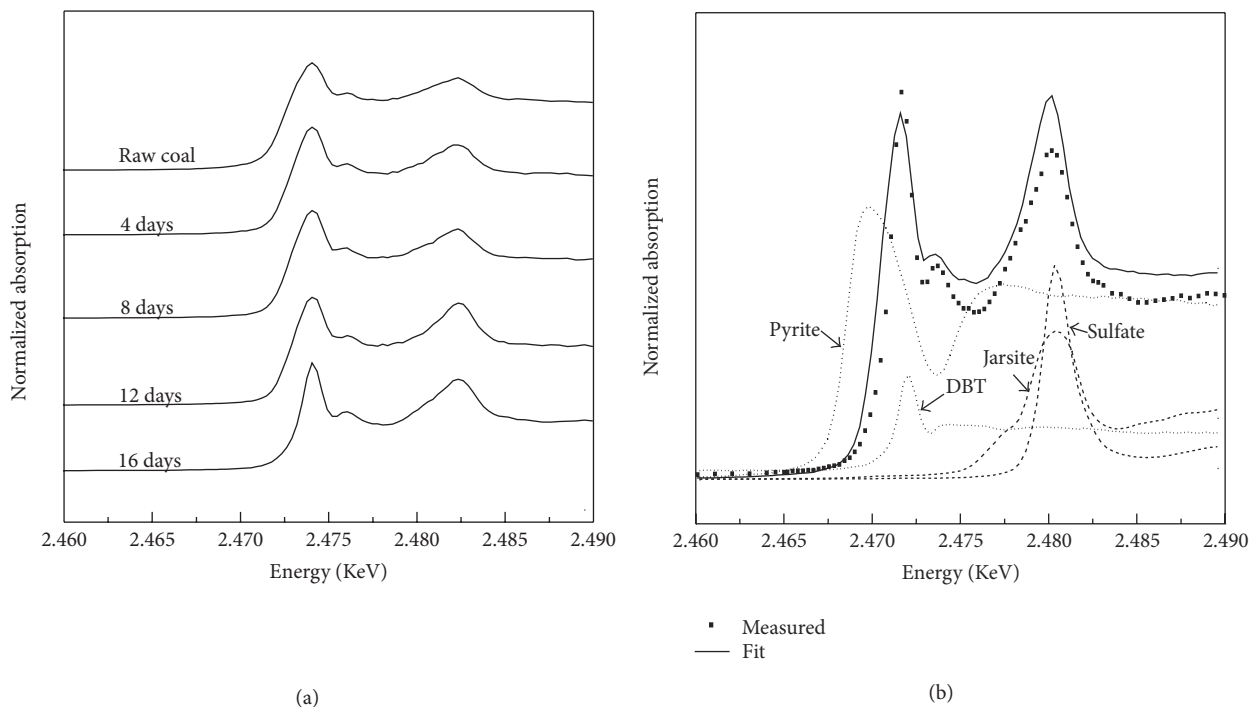 Normalized absorption
Raw coal
4 days
8 days
12 days
16 days
2.460 2.465 2.470 2.475 2.480 2.485 2.490
Energy (KeV)
(a)
Normalized absorption
Pyrite
DBT
Jarsite
Sulfate
2.460 2.465 2.470 2.475 2.480 2.485 2.490
Energy (KeV)
Measured
Fit
(b)